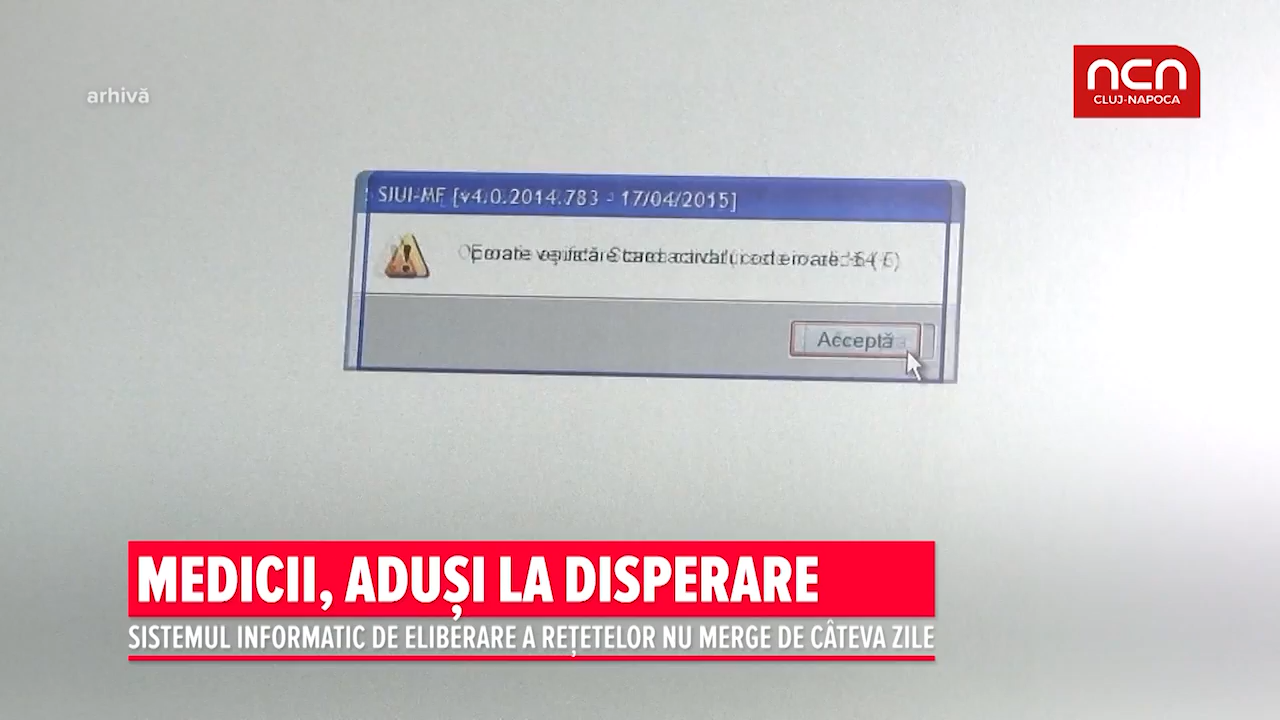 arhivă
ncn
CLUJ-NAPOCA
SIUI-MF [v4.0.2014.783 - 17/04/2015]
Acceptă
MEDICII, ADUȘI LA DISPERARE
SISTEMUL INFORMATIC DE ELIBERARE A REȚETELOR NU MERGE DE CÂTEVA ZILE